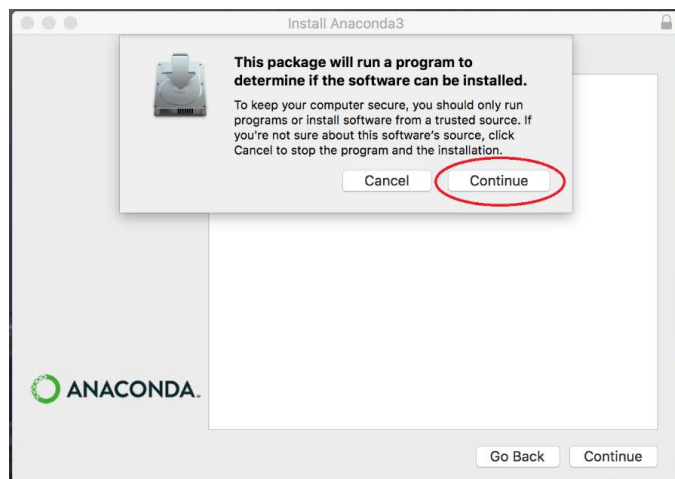 Install Anaconda3
This package will run a program to
determine if the software can be installed.
To keep your computer secure, you should only run
programs or install software from a trusted source. If
you're not sure about this software's source, click
Cancel to stop the program and the installation.
Cancel Continue
ANACONDA.
Go Back Continue